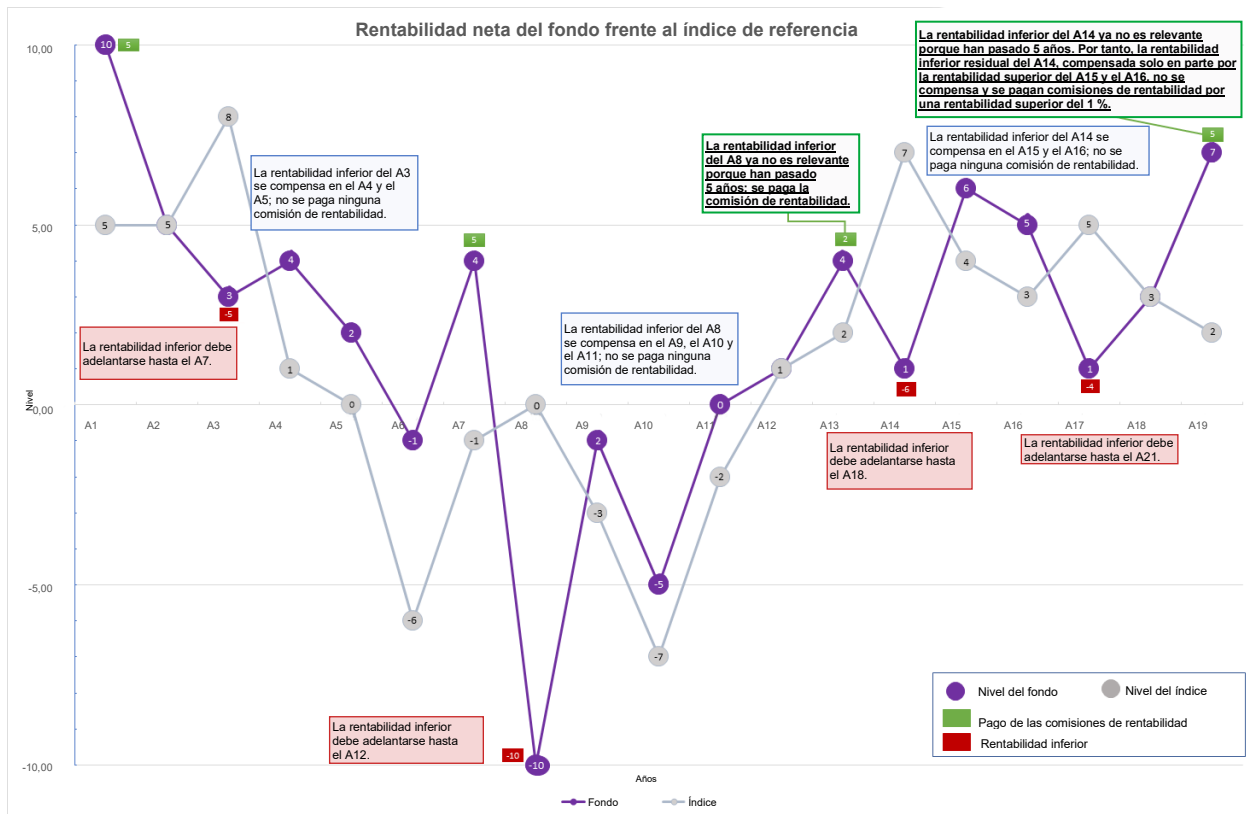 Rentabilidad neta del fondo frente al índice de referencia
La rentabilidad inferior del A14 ya no es relevante
porque han pasado 5 años. Por tanto, la rentabilidad
inferior residual del A14, compensada solo en parte por
la rentabilidad superior del A15 y el A16, no se
compensa y se pagan comisiones de rentabilidad por
una rentabilidad superior del 1 %.
10,00
10
5
5
7
La rentabilidad inferior
del A8 ya no es relevante
porque han pasado
5 años; se paga la
comisión de rentabilidad.
La rentabilidad inferior del A14 se
compensa en el A15 y el A16; no se
paga ninguna comisión de rentabilidad.
La rentabilidad inferior del A3
se compensa en el A4 y el
A5; no se paga ninguna
comisión de rentabilidad.
8
7
6
5,00
5
5
5
2
5
5
4
4
4
4
3
3
3
-5
2
2
2
La rentabilidad inferior debe
adelantarse hasta el A7.
La rentabilidad inferior del A8
se compensa en el A9, el A10 y
el A11; no se paga ninguna
comisión de rentabilidad.
1
1
1
-6
1
-4
Nivel
0,00
0
0
0
A1 A2 A3 A4 A5 A6 A7 A8 A9 A10 A11 A12 A13 A14 A15 A16 A17 A18 A19
-1
-1
2
-2
-3
La rentabilidad inferior
debe adelantarse hasta
el A18.
La rentabilidad inferior debe
adelantarse hasta el A21.
-5,00
-5
-6
-7
La rentabilidad inferior
debe adelantarse hasta
el A12.
-10
-10
-10,00
Nivel del fondo
Nivel del índice
Pago de las comisiones de rentabilidad
Rentabilidad inferior
Años
Fondo
Índice